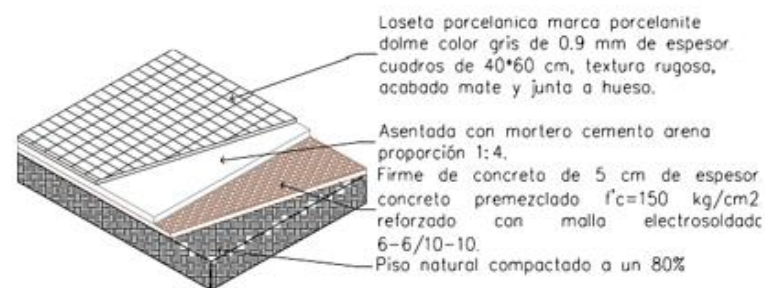 Loseta porcelanica marca porcelanite
dolme color gris de 0.9 mm de espesor.
cuadros de 40*60 cm, textura rugosa,
acabado mate y junta a hueso.
Asentada con mortero cemento arena
proporción 1:4.
Firme de concreto de 5 cm de espesor
concreto premezclado f'c=150 kg/cm2
reforzado con malla electrosoldadc
6-6/10-10.
Piso natural compactado a un 80%